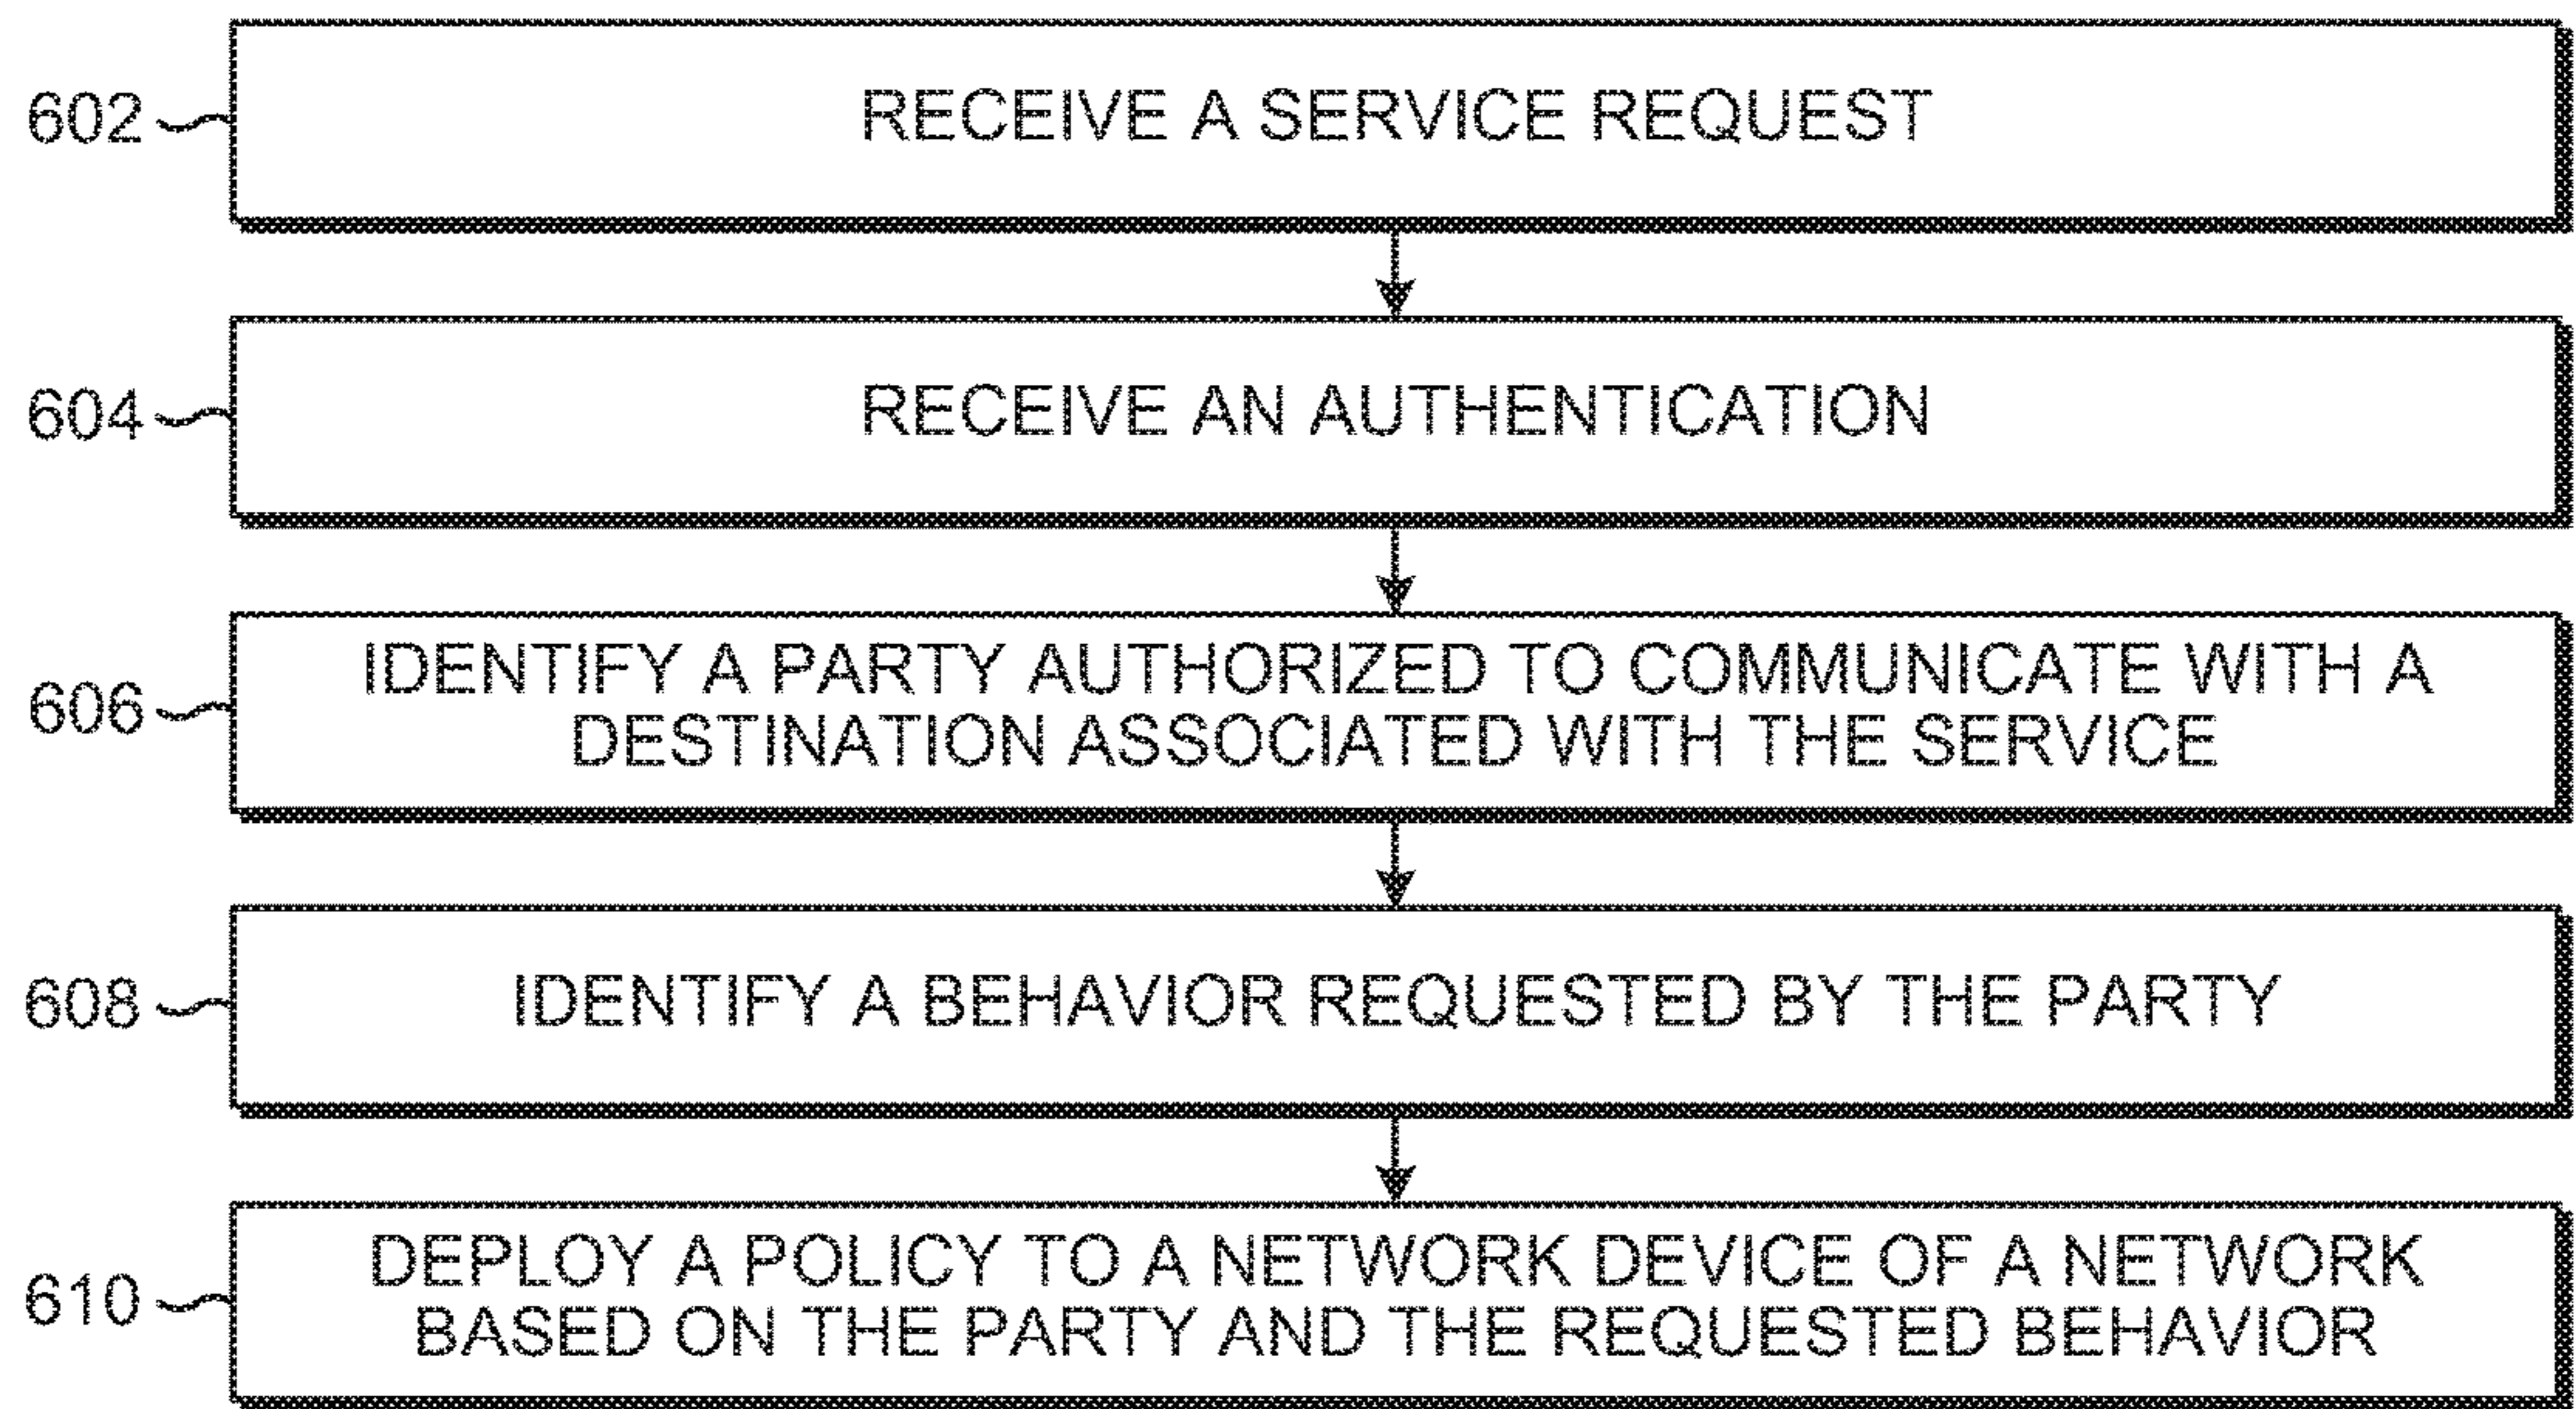 602
RECEIVE A SERVICE REQUEST
604
RECEIVE AN AUTHENTICATION
606
IDENTIFY A PARTY AUTHORIZED TO COMMUNICATE WITH A
DESTINATION ASSOCIATED WITH THE SERVICE
608
IDENTIFY A BEHAVIOR REQUESTED BY THE PARTY
610
DEPLOY A POLICY TO A NETWORK DEVICE OF A NETWORK
BASED ON THE PARTY AND THE REQUESTED BEHAVIOR